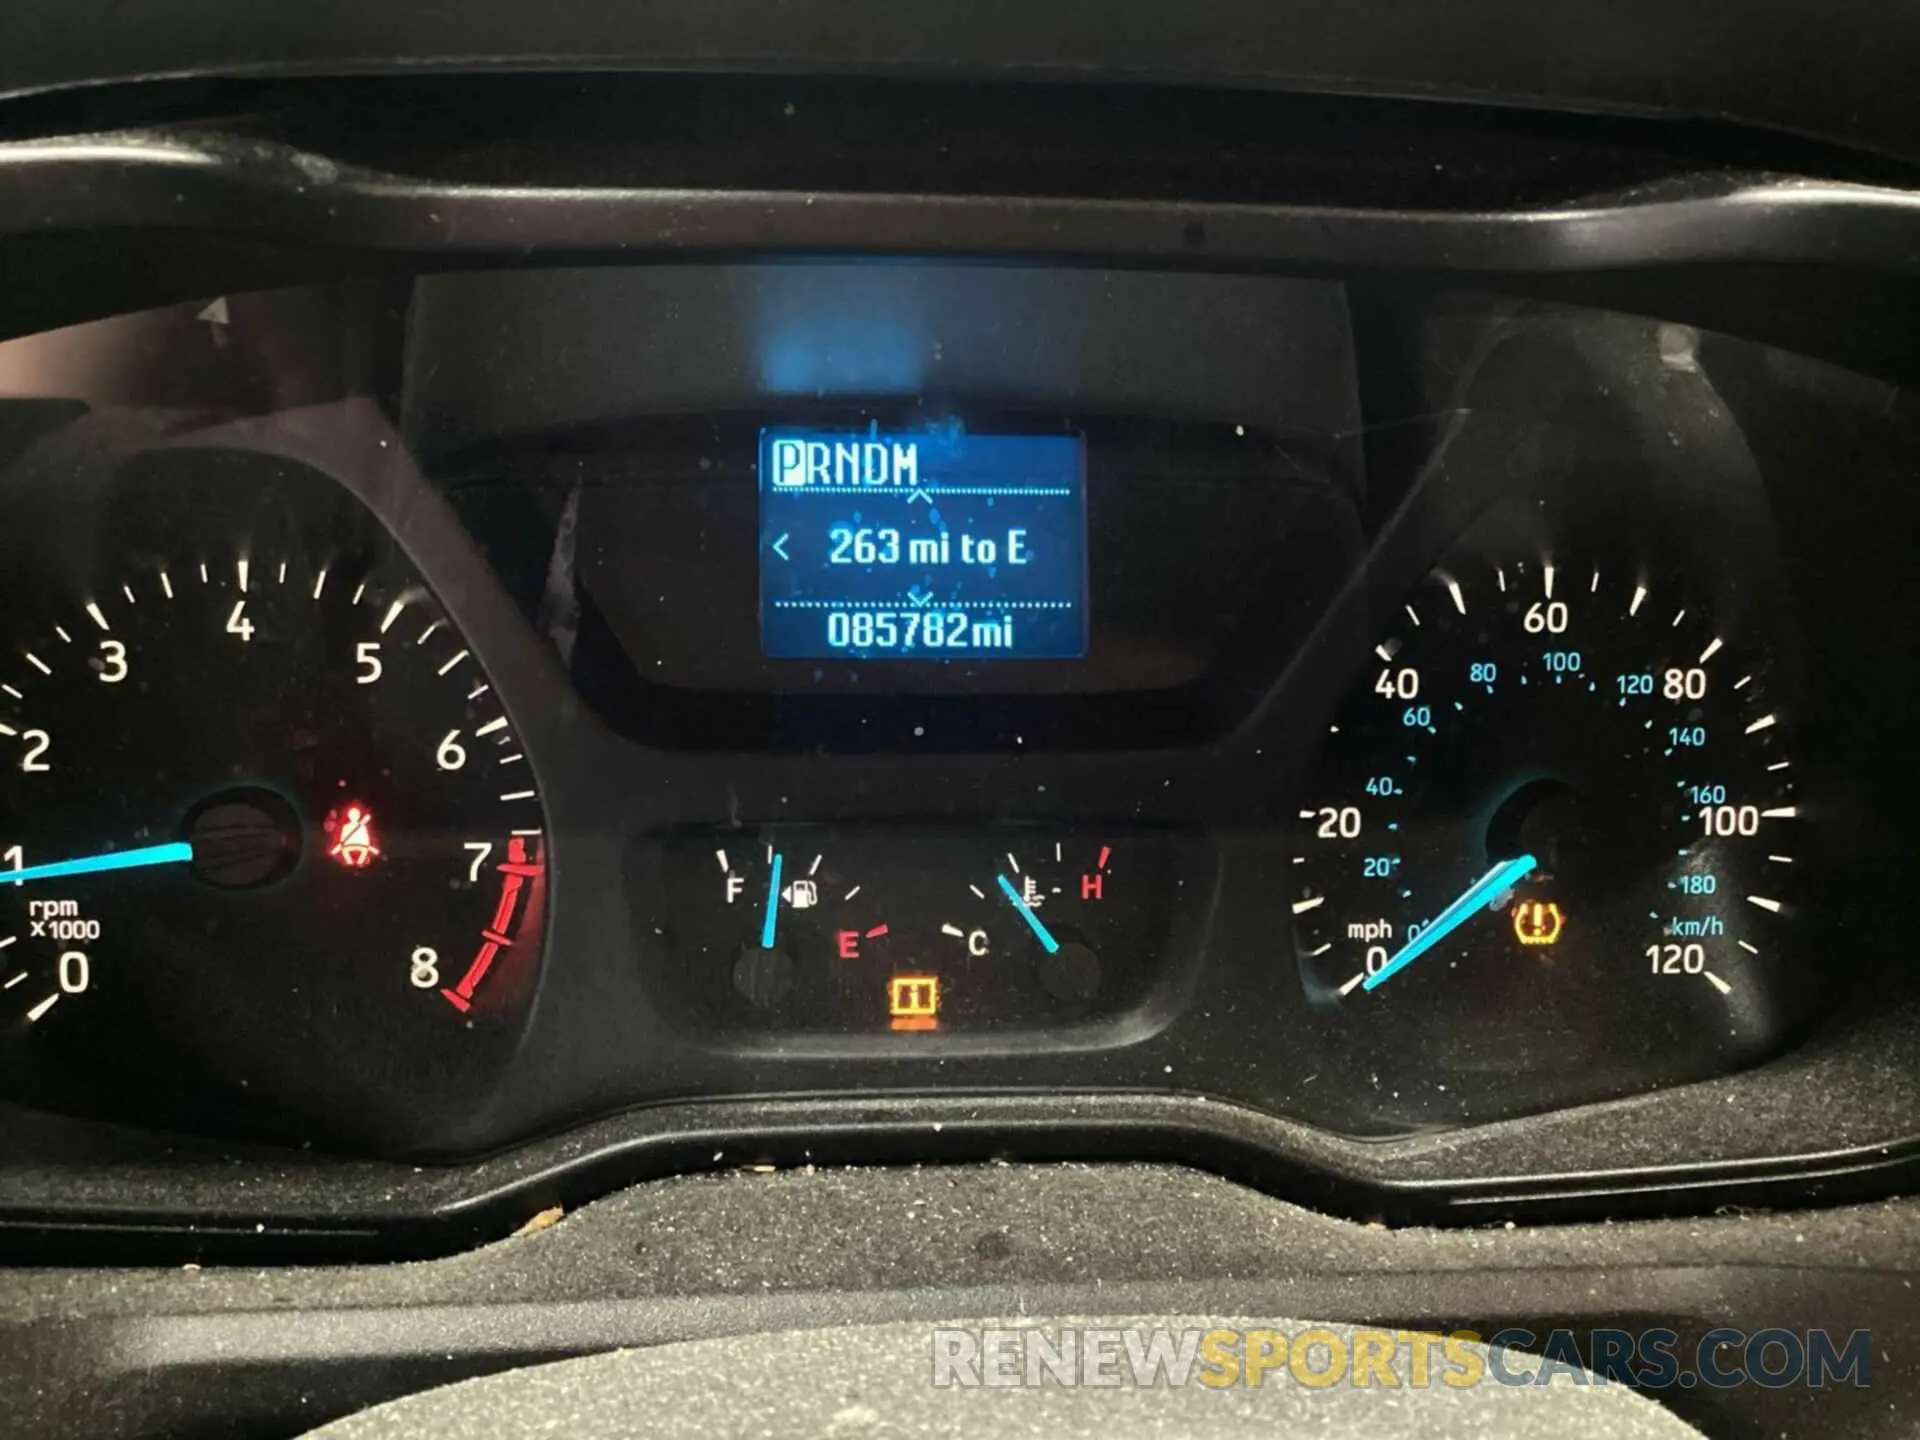 PRNDM
< 263 mi to E
085782mi
0 1 2 3 4 5 6 7 8
rpm
x1000
F E
C H
0 20 40 60 80 100 120
mph
0 20 40 60 80 100 120 140 160 180
km/h
RENEWSPORTSCARS.COM